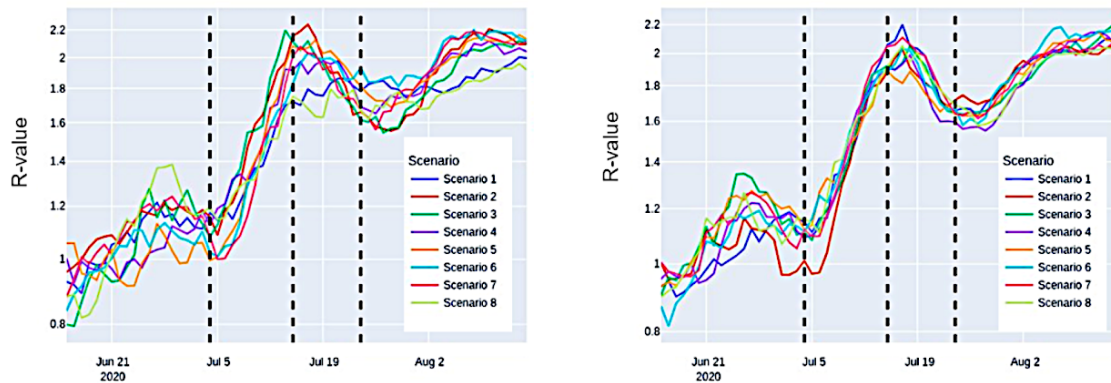 R-value
2.2
2
1.8
1.6
1.4
1.2
1
0.8
Scenario
Scenario 1
Scenario 2
Scenario 3
Scenario 4
Scenario 5
Scenario 6
Scenario 7
Scenario 8
Jun 21
2020
Jul 5
Jul 19
Aug 2
R-value
2.2
2
1.8
1.6
1.4
1.2
1
0.8
Scenario
Scenario 1
Scenario 2
Scenario 3
Scenario 4
Scenario 5
Scenario 6
Scenario 7
Scenario 8
Jun 21
2020
Jul 5
Jul 19
Aug 2